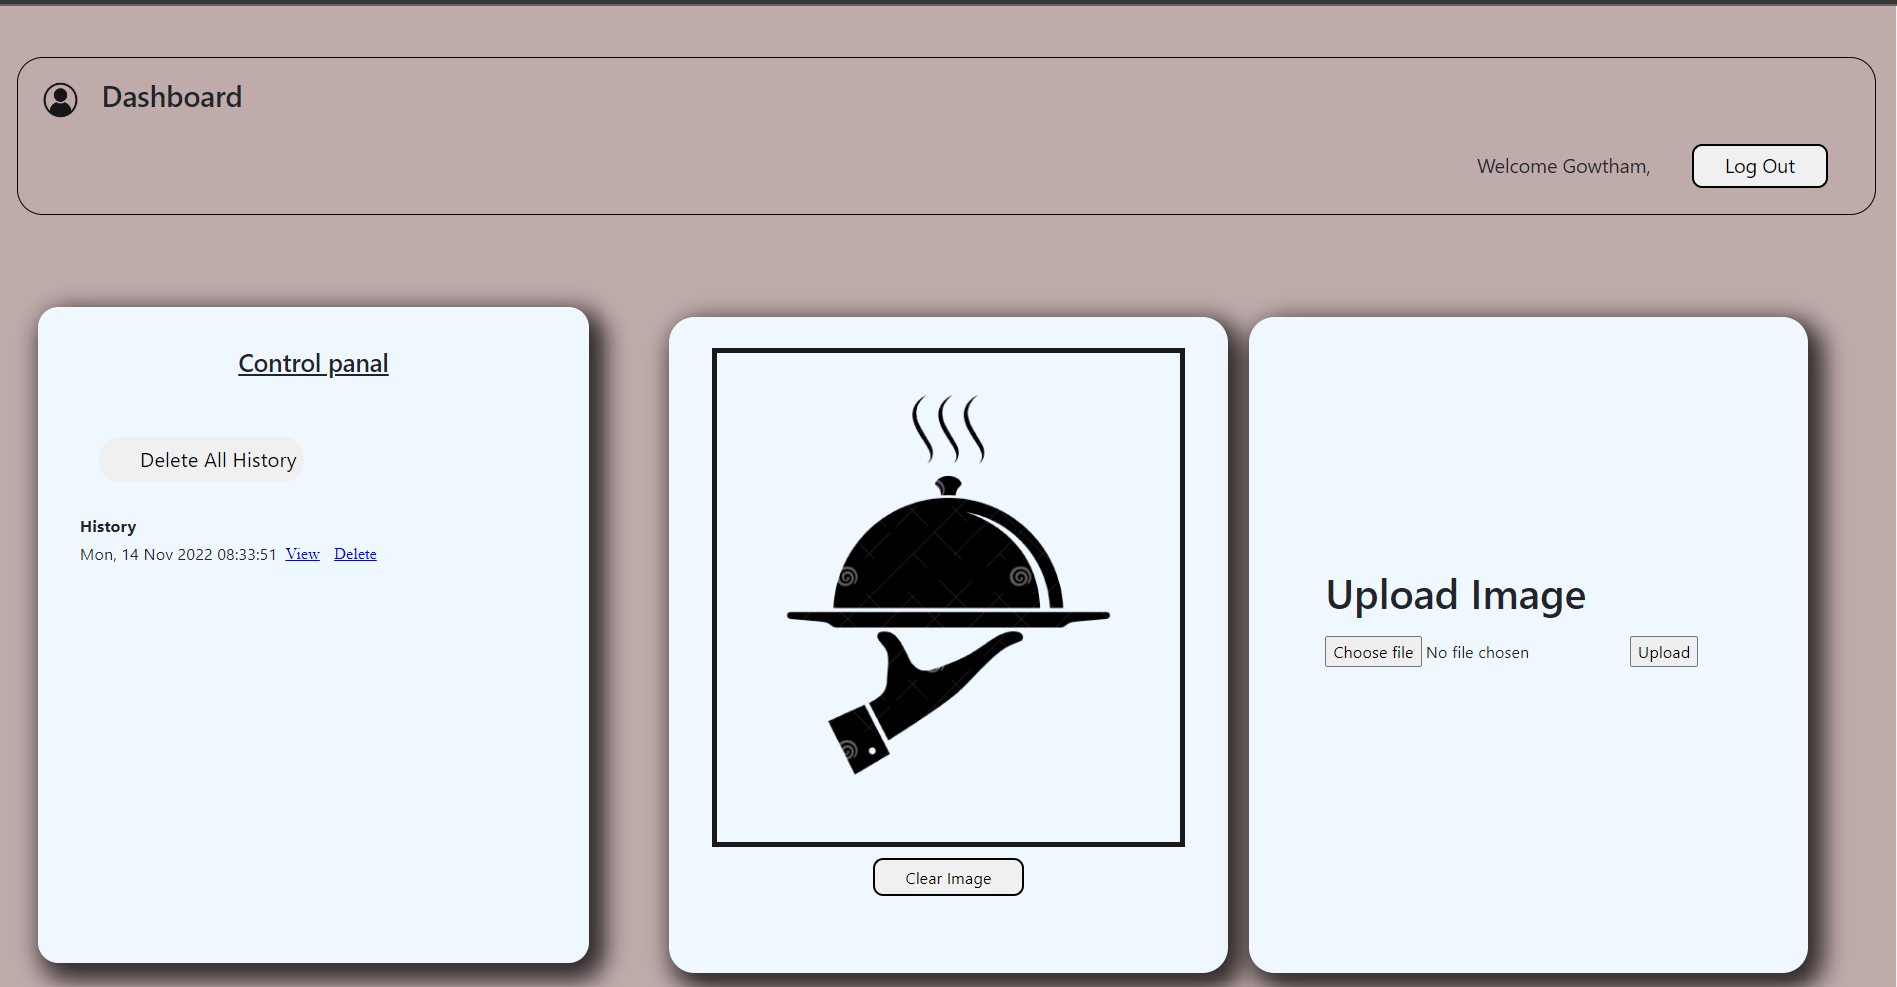 Dashboard
Welcome Gowtham,
Log Out
Control panal
Delete All History
History
Mon, 14 Nov 2022 08:33:51 View Delete
Clear Image
Upload Image
Choose file No file chosen Upload